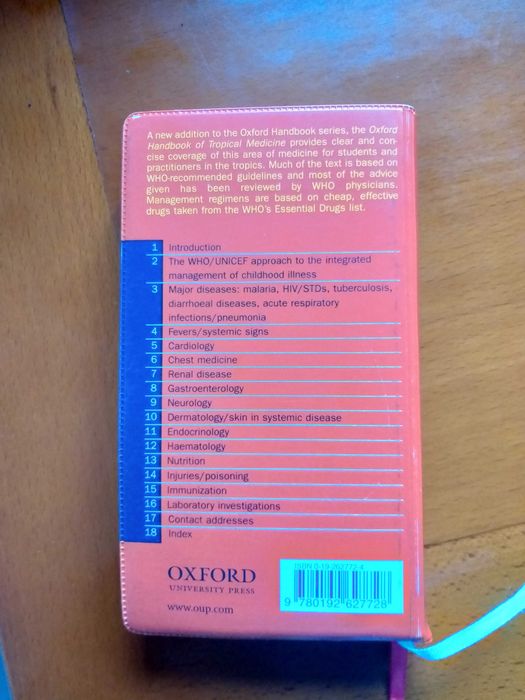 A new addition to the Oxford Handbook series, the Oxford
Handbook of Tropical Medicine provides clear and con-
cise coverage of this area of medicine for students and
practitioners in the tropics. Much of the text is based on
WHO-recommended guidelines and most of the advice
given has been reviewed by WHO physicians.
Management regimens are based on cheap, effective
drugs taken from the WHO's Essential Drugs list.
1 Introduction
2 The WHO/UNICEF approach to the integrated
management of childhood illness
3 Major diseases: malaria, HIV/STDs, tuberculosis,
diarrhoeal diseases, acute respiratory
infections/pneumonia
4 Fevers/systemic signs
5 Cardiology
6 Chest medicine
7 Renal disease
8 Gastroenterology
9 Neurology
10 Dermatology/skin in systemic disease
11 Endocrinology
12 Haematology
13 Nutrition
14 Injuries/poisoning
15 Immunization
16 Laboratory investigations
17 Contact addresses
18 Index
OXFORD
UNIVERSITY PRESS
www.oup.com
ISBN 0-19-262772-4
9 780192 627728